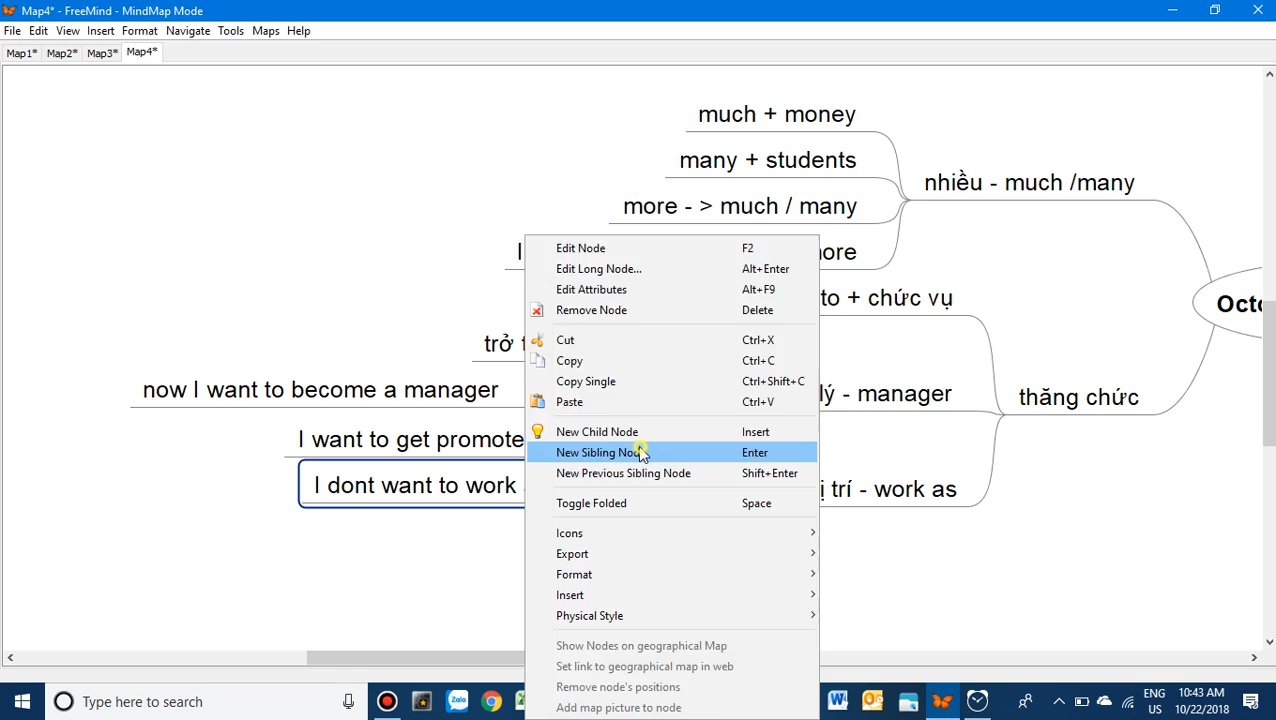 Map4* - FreeMind - MindMap Mode
File Edit View Insert Format Navigate Tools Maps Help
Map1* Map2* Map3* Map4*
much + money
many + students
nhiều - much /many
more - > much / many
I
ore
to + chức vụ
Octo
trở t
now I want to become a manager
lý - manager
thăng chức
I want to get promote
I dont want to work
ị trí - work as
Edit Node F2
Edit Long Node... Alt+Enter
Edit Attributes Alt+F9
Remove Node Delete
Cut Ctrl+X
Copy Ctrl+C
Copy Single Ctrl+Shift+C
Paste Ctrl+V
New Child Node Insert
New Sibling Node Enter
New Previous Sibling Node Shift+Enter
Toggle Folded Space
Icons
Export
Format
Insert
Physical Style
Show Nodes on geographical Map
Set link to geographical map in web
Remove node's positions
Add map picture to node
Type here to search
Zalo
ENG
US
10:43 AM
10/22/2018